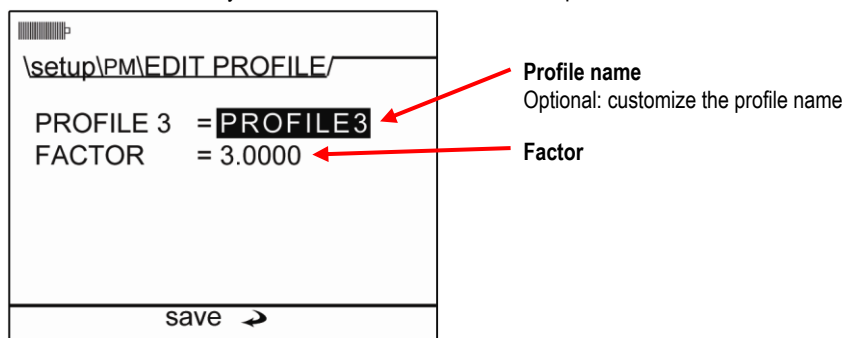 \setup\PM\EDIT PROFILE/
PROFILE 3 = PROFILE3
FACTOR = 3.0000
save
Profile name
Optional: customize the profile name
Factor